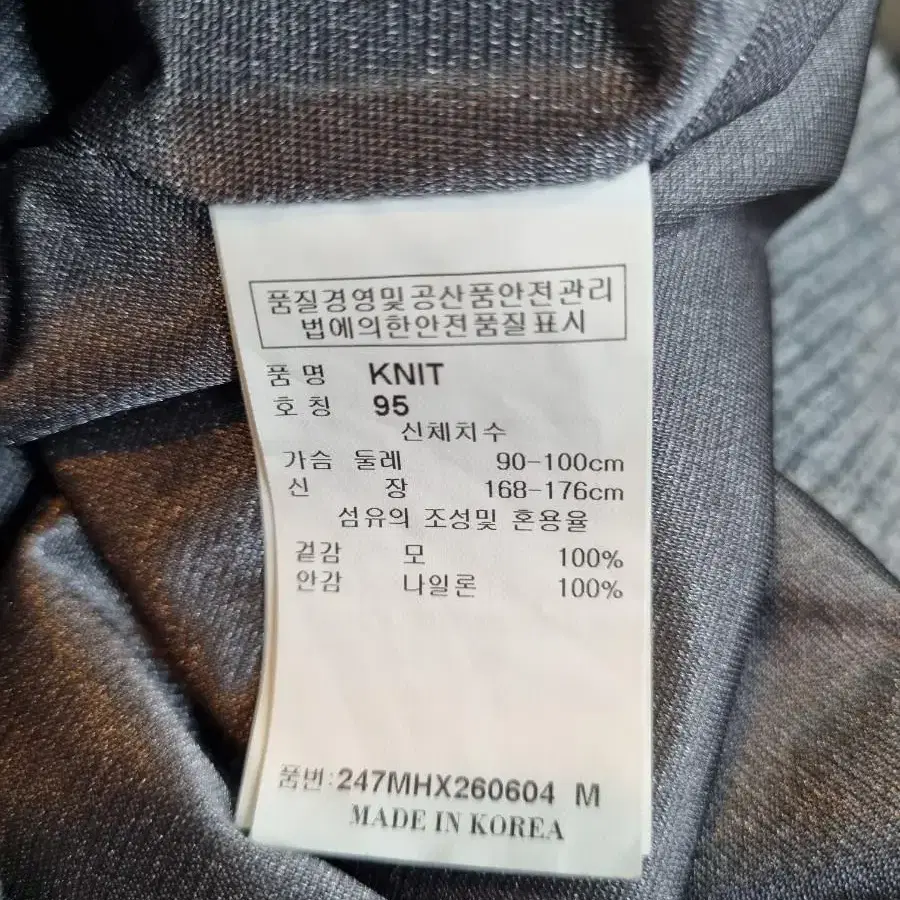 품질경영및공산품안전관리
법에의한안전품질표시
품 명 KNIT
호 칭 95
신체치수
가슴 둘레 90-100cm
신 장 168-176cm
섬유의 조성및 혼용율
겉감 모 100%
안감 나일론 100%
품번:247MHX260604 M
MADE IN KOREA